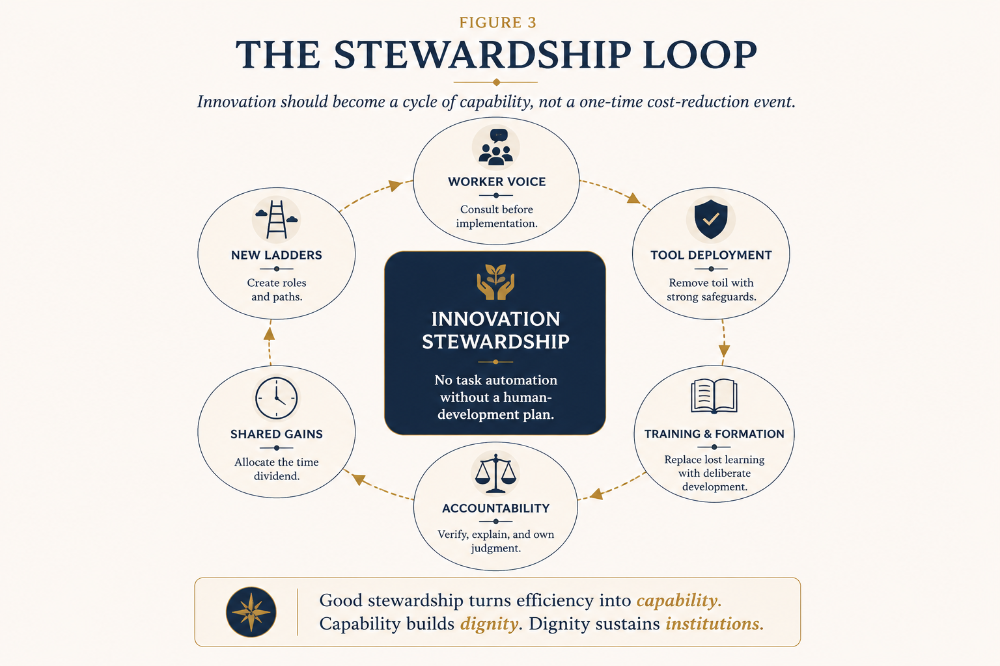 FIGURE 3
THE STEWARDSHIP LOOP
Innovation should become a cycle of capability, not a one-time cost-reduction event.
WORKER VOICE
Consult before
implementation.
TOOL DEPLOYMENT
Remove toil with
strong safeguards.
TRAINING & FORMATION
Replace lost learning
with deliberate
development.
ACCOUNTABILITY
Verify, explain, and own
judgment.
SHARED GAINS
Allocate the time
dividend.
NEW LADDERS
Create roles
and paths.
INNOVATION
STEWARDSHIP
No task automation
without a human-
development plan.
Good stewardship turns efficiency into capability.
Capability builds dignity. Dignity sustains institutions.